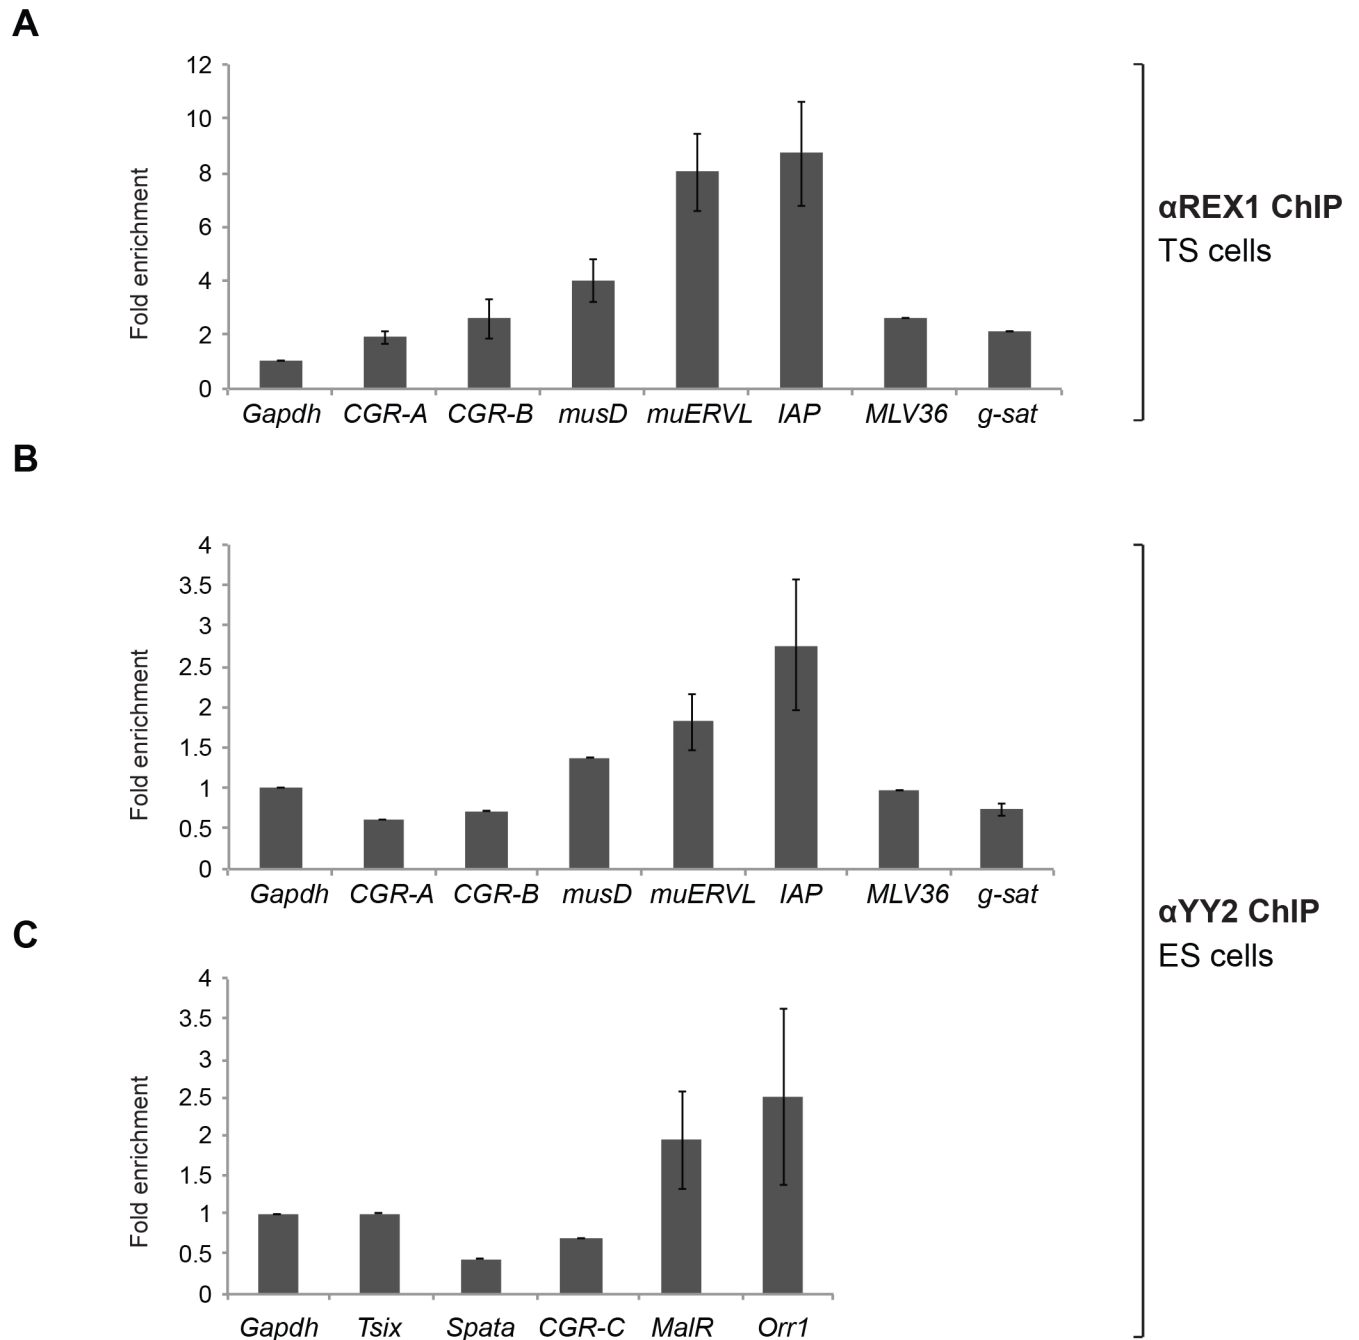 A
12
10
8
6
4
2
0
Fold enrichment
Gapdh CGR-A CGR-B musD muERVL IAP MLV36 g-sat
αREX1 ChIP
TS cells
B
4
3.5
3
2.5
2
1.5
1
0.5
0
Fold enrichment
Gapdh CGR-A CGR-B musD muERVL IAP MLV36 g-sat
αYY2 ChIP
ES cells
C
4
3.5
3
2.5
2
1.5
1
0.5
0
Fold enrichment
Gapdh Tsix Spata CGR-C MalR Orr1